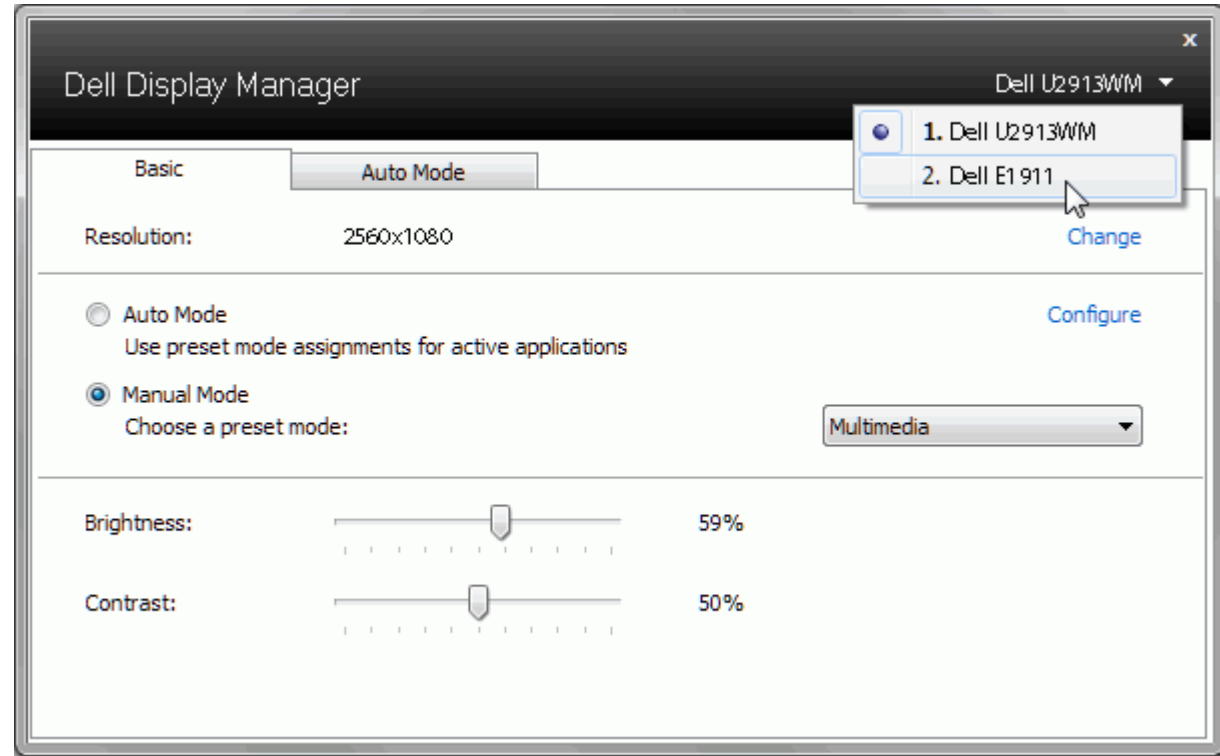 x
Dell Display Manager
Dell U2913WM
1. Dell U2913WM
2. Dell E1911
Basic
Auto Mode
Resolution:
2560x1080
Change
Auto Mode
Configure
Use preset mode assignments for active applications
Manual Mode
Choose a preset mode:
Multimedia
Brightness:
59%
Contrast:
50%